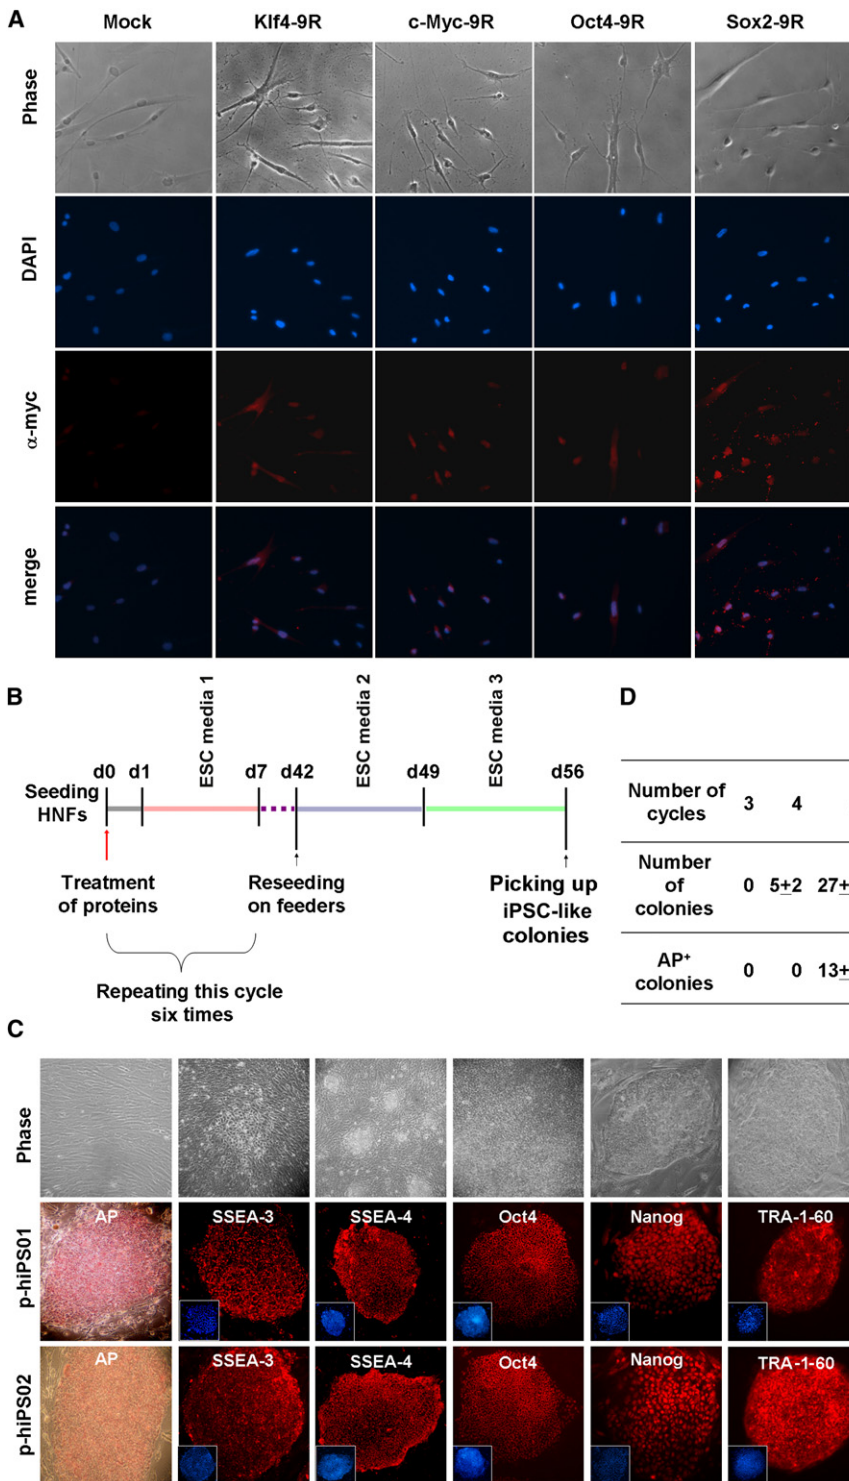 A
Mock
Klf4-9R
c-Myc-9R
Oct4-9R
Sox2-9R
Phase
DAPI
α-myc
merge
B
ESC media 1
ESC media 2
ESC media 3
d0
d1
d7
d42
d49
d56
Seeding
HNFs
Treatment
of proteins
Reseeding
on feeders
Picking up
iPSC-like
colonies
Repeating this cycle
six times
D
Number of
cycles
3
4
Number
of
colonies
0
5±2
27±
AP⁺
colonies
0
0
13±
C
Phase
p-hiPS01
AP
SSEA-3
SSEA-4
Oct4
Nanog
TRA-1-60
p-hiPS02
AP
SSEA-3
SSEA-4
Oct4
Nanog
TRA-1-60